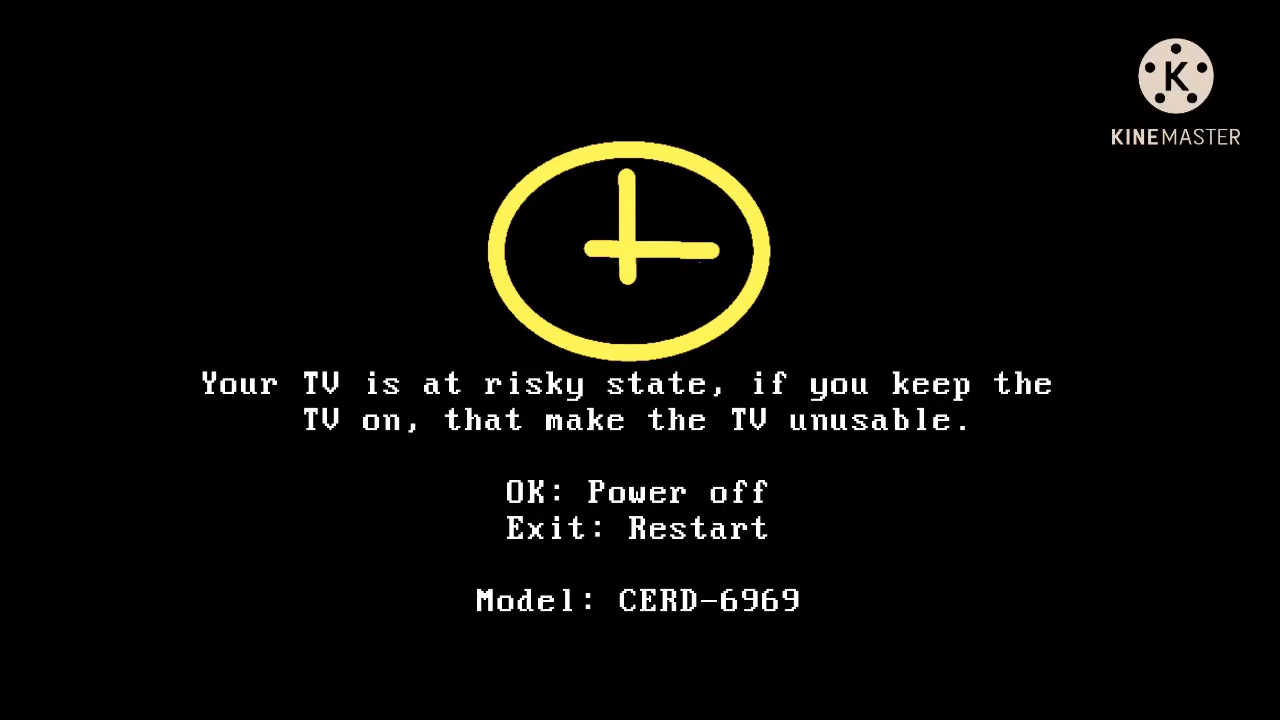 K
KINEMASTER
Your TV is at risky state, if you keep the
TV on, that make the TV unusable.
OK: Power off
Exit: Restart
Model: CERD-6969